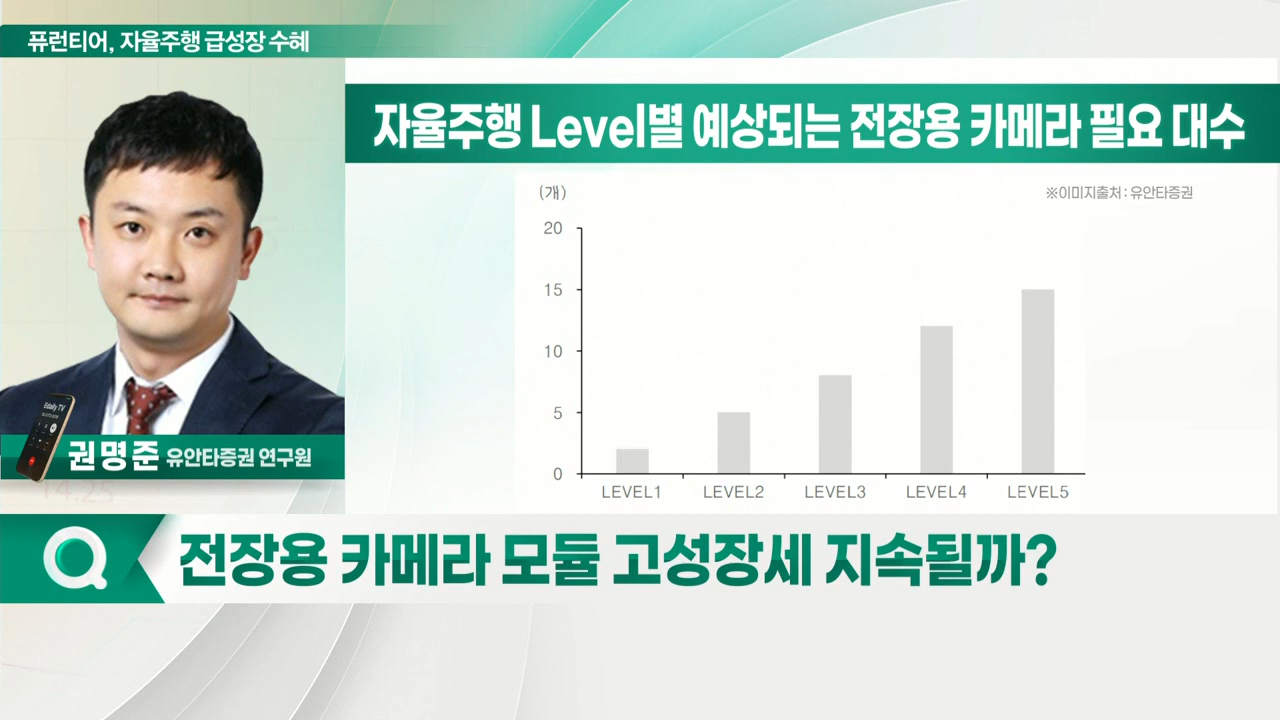 퓨런티어, 자율주행 급성장 수혜
자율주행 Level별 예상되는 전장용 카메라 필요 대수
(개)
※이미지출처 : 유안타증권
20
15
10
5
0
LEVEL1 LEVEL2 LEVEL3 LEVEL4 LEVEL5
Edaily TV
권명준 유안타증권 연구원
14.25
Q 전장용 카메라 모듈 고성장세 지속될까?